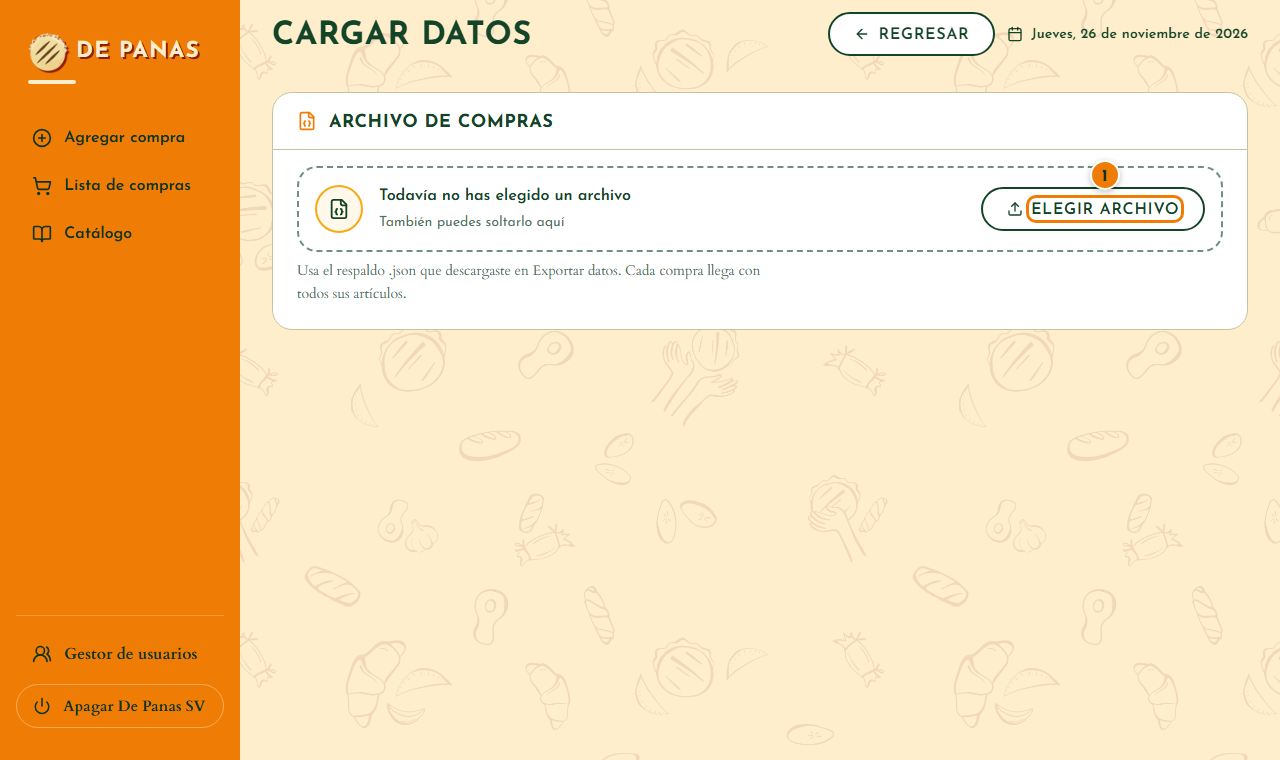 DE PANAS
Agregar compra
Lista de compras
Catálogo
Gestor de usuarios
Apagar De Panas SV
CARGAR DATOS
REGRESAR
Jueves, 26 de noviembre de 2026
ARCHIVO DE COMPRAS
Todavía no has elegido un archivo
También puedes soltarlo aquí
1
ELEGIR ARCHIVO
Usa el respaldo .json que descargaste en Exportar datos. Cada compra llega con
todos sus artículos.